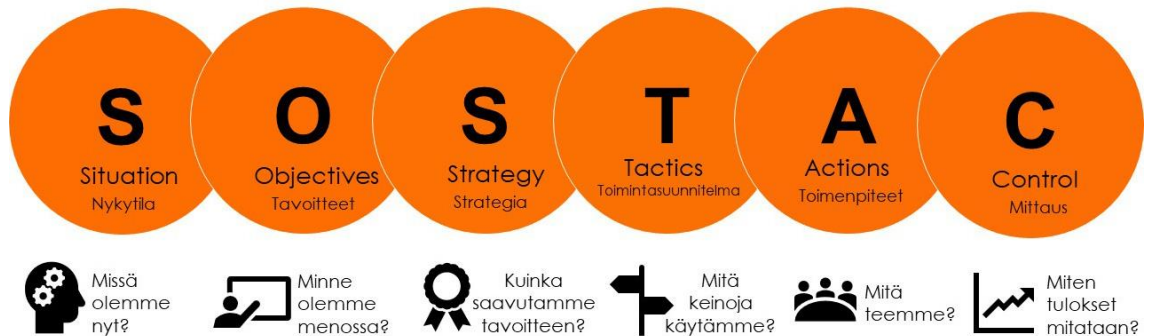 S
Situation
Nykytila
O
Objectives
Tavoitteet
S
Strategy
Strategia
T
Tactics
Toimintasuunnitelma
A
Actions
Toimenpiteet
C
Control
Mittaus
Missä
olemme
nyt?
Minne
olemme
menossa?
Kuinka
saavutamme
tavoitteen?
Mitä
keinoja
käytämme?
Mitä
teemme?
Miten
tulokset
mitataan?